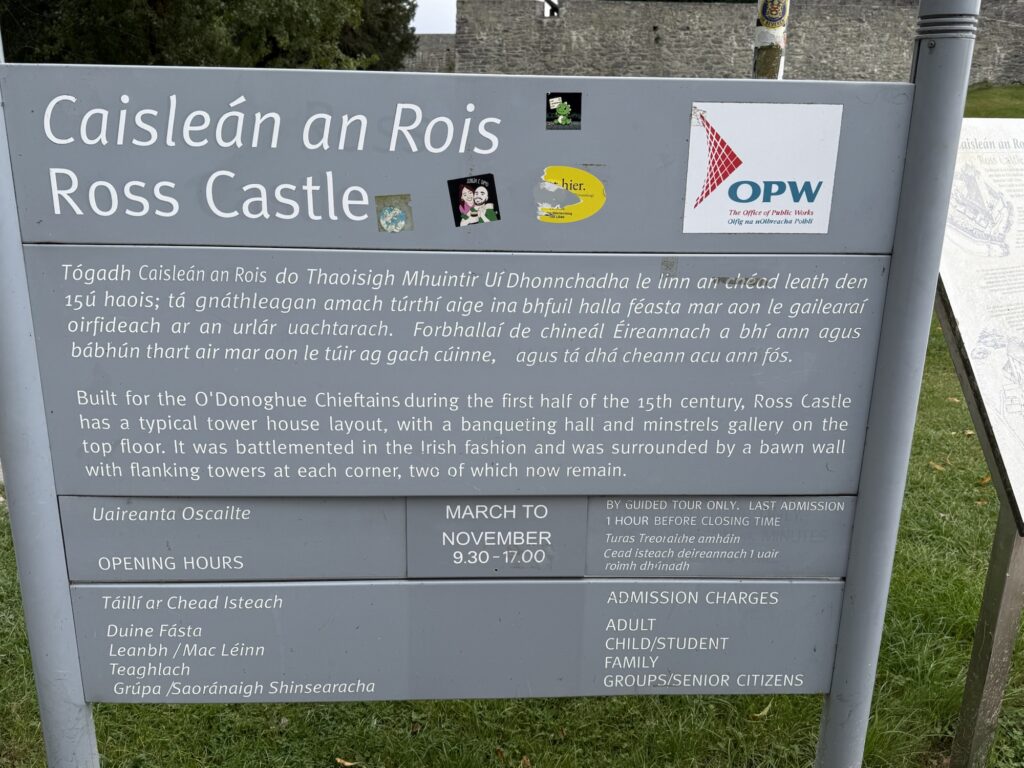 Caisleán an Rois
Ross Castle
hier.
OPW
The Office of Public Works
Oifig na nOibreacha Poiblí
Tógadh Caisleán an Rois do Thaoisigh Mhuintir Uí Dhonnchadha le linn an chéad leath den
15ú haois; tá gnáthleagan amach túrthí aige ina bhfuil halla féasta mar aon le gailearaí
oirfideach ar an urlár uachtarach. Forbhallaí de chineál Éireannach a bhí ann agus
bábhún thart air mar aon le túir ag gach cúinne, agus tá dhá cheann acu ann fós.
Built for the O'Donoghue Chieftains during the first half of the 15th century, Ross Castle
has a typical tower house layout, with a banqueting hall and minstrels gallery on the
top floor. It was battlemented in the Irish fashion and was surrounded by a bawn wall
with flanking towers at each corner, two of which now remain.
Uaireanta Oscailte
OPENING HOURS
MARCH TO
NOVEMBER
9.30 - 17.00
BY GUIDED TOUR ONLY. LAST ADMISSION
1 HOUR BEFORE CLOSING TIME
Turas Treoraithe amháin
Cead isteach deireannach 1 uair
roimh dhúnadh
Táillí ar Chead Isteach
Duine Fásta
Leanbh /Mac Léinn
Teaghlach
Grúpa /Saoránaigh Shinsearacha
ADMISSION CHARGES
ADULT
CHILD/STUDENT
FAMILY
GROUPS/SENIOR CITIZENS
Caisleán an Ro
Ross Castle